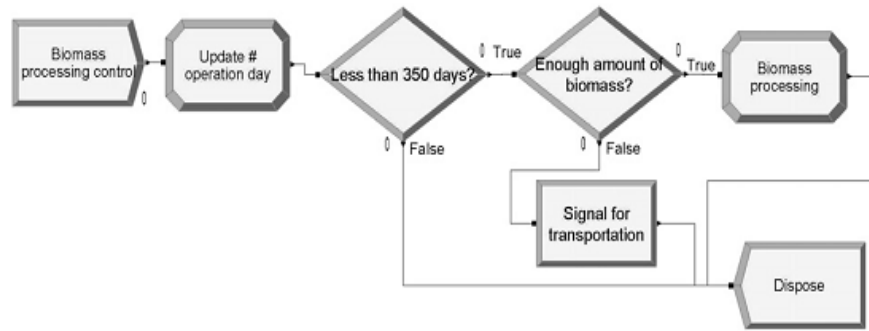 Biomass
processing control
Update #
operation day
Less than 350 days?
0 True
0 False
Enough amount of
biomass?
0 True
0 False
Biomass
processing
Signal for
transportation
Dispose
0